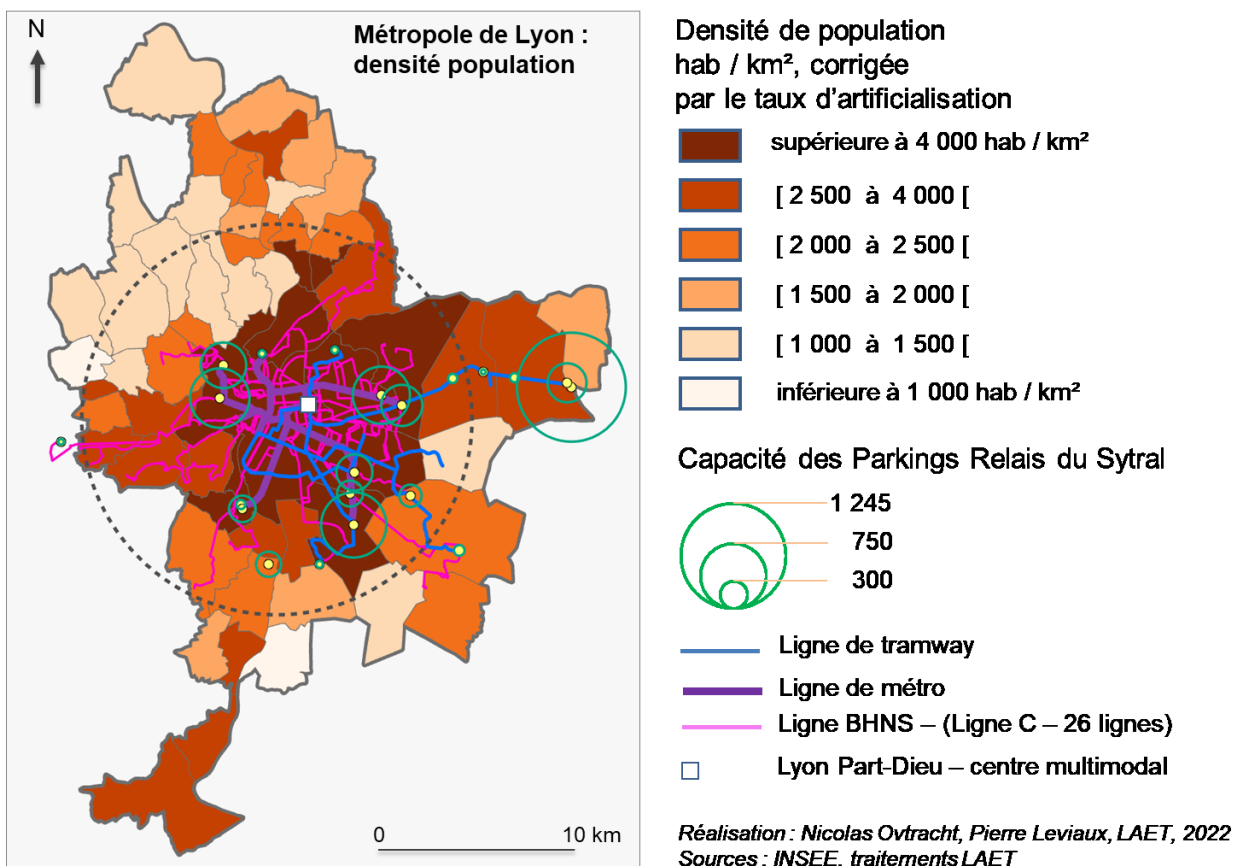 N
Métropole de Lyon :
densité population
0
10 km
Densité de population
hab / km², corrigée
par le taux d'artificialisation
supérieure à 4 000 hab / km²
[ 2 500 à 4 000 [
[ 2 000 à 2 500 [
[ 1 500 à 2 000 [
[ 1 000 à 1 500 [
inférieure à 1 000 hab / km²
Capacité des Parkings Relais du Sytral
1 245
750
300
Ligne de tramway
Ligne de métro
Ligne BHNS – (Ligne C – 26 lignes)
Lyon Part-Dieu – centre multimodal
Réalisation : Nicolas Ovtracht, Pierre Leviaux, LAET, 2022
Sources : INSEE, traitements LAET